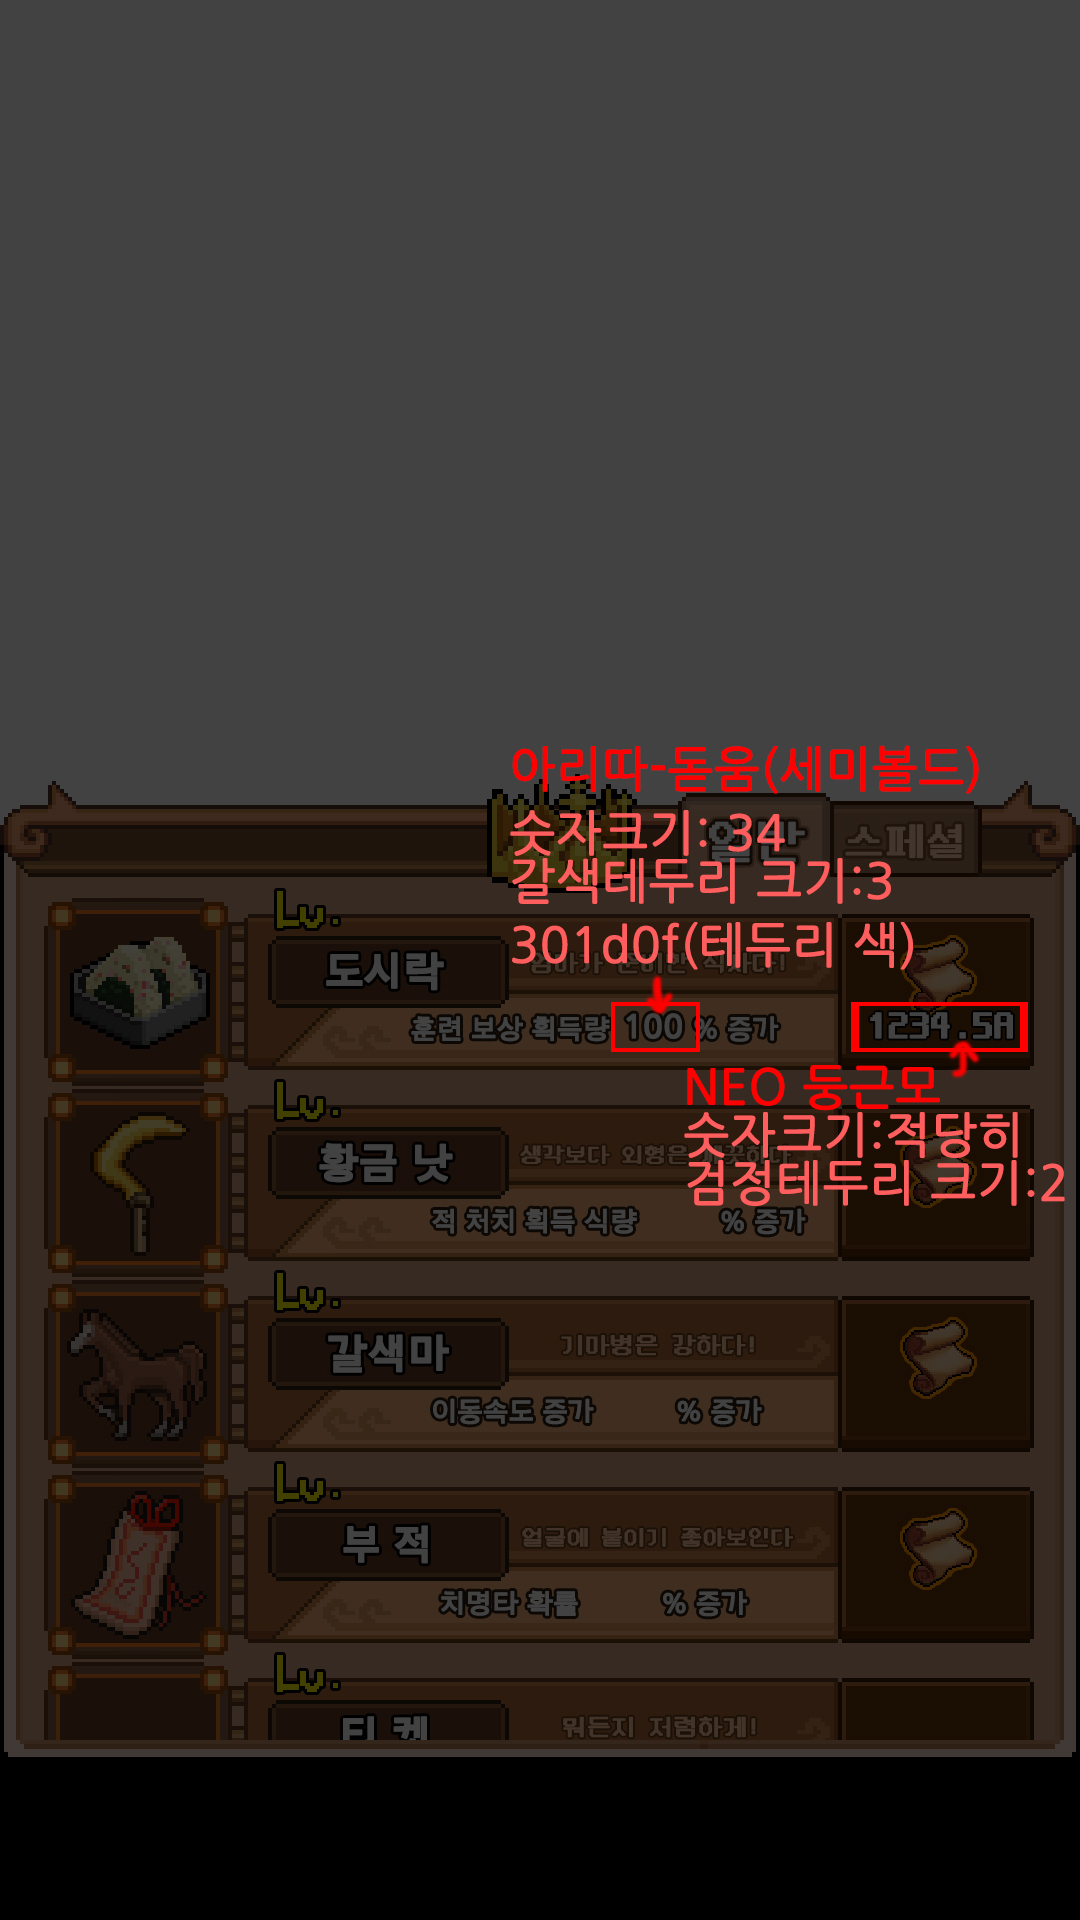 아리따-돋움(세미볼드)
숫자크기: 34
갈색테두리 크기:3
301d0f(테두리 색)
일반
스페셜
Lv.
도시락
훈련 보상 획득량 100 % 증가
1234.5A
NEO 둥근모
숫자크기:적당히
검정테두리 크기:2
Lv.
황금 낫
생각보다 외형은
적 처치 획득 식량 % 증가
Lv.
갈색마
기마병은 강하다!
이동속도 증가 % 증가
Lv.
부 적
얼굴에 붙이기 좋아보인다
치명타 확률 % 증가
Lv.
티 켓
뭐든지 저렴하게!